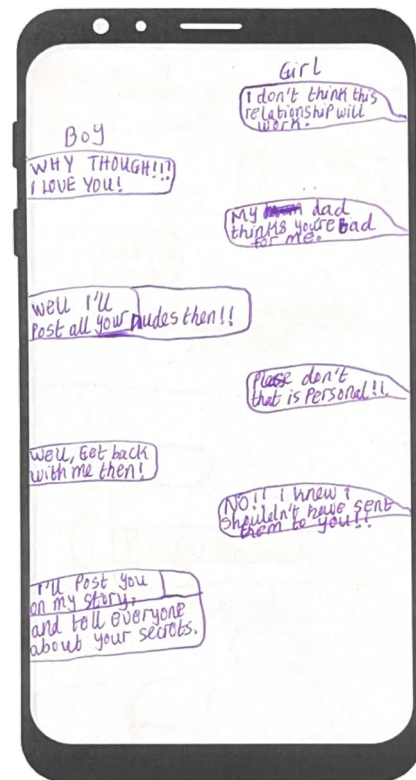 Girl
I don't think this
relationship will
work.
Boy
WHY THOUGH!!!
I LOVE YOU!
My dad
thinks you're bad
for me.
well I'll
Post all your nudes then!!
Please don't
that is Personal!!
Well, Get back
with me then!
NO!! I knew i
shouldn't have sent
them to you!!
I'll Post you
on my story,
and tell everyone
about your secrets.